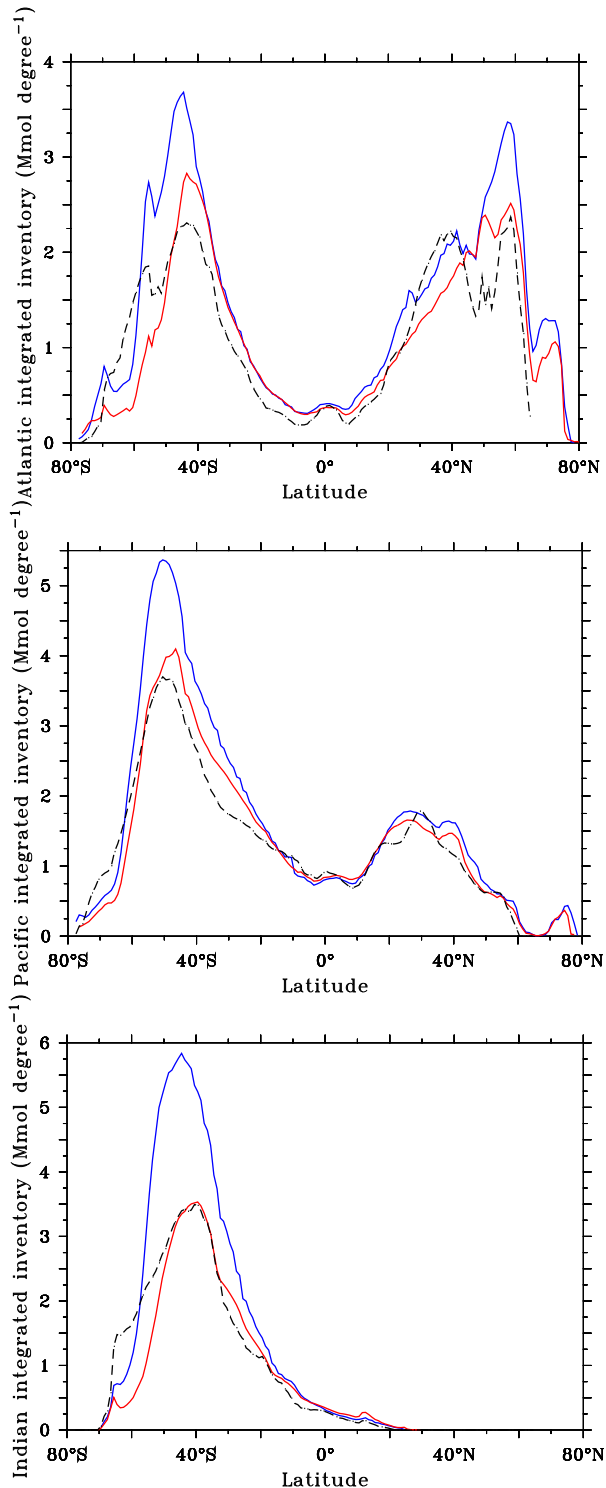 Atlantic integrated inventory (Mmol degree⁻¹)
4
3
2
1
0
80°S 40°S 0° 40°N 80°N
Latitude
Pacific integrated inventory (Mmol degree⁻¹)
5
4
3
2
1
0
80°S 40°S 0° 40°N 80°N
Latitude
Indian integrated inventory (Mmol degree⁻¹)
6
5
4
3
2
1
0
80°S 40°S 0° 40°N 80°N
Latitude